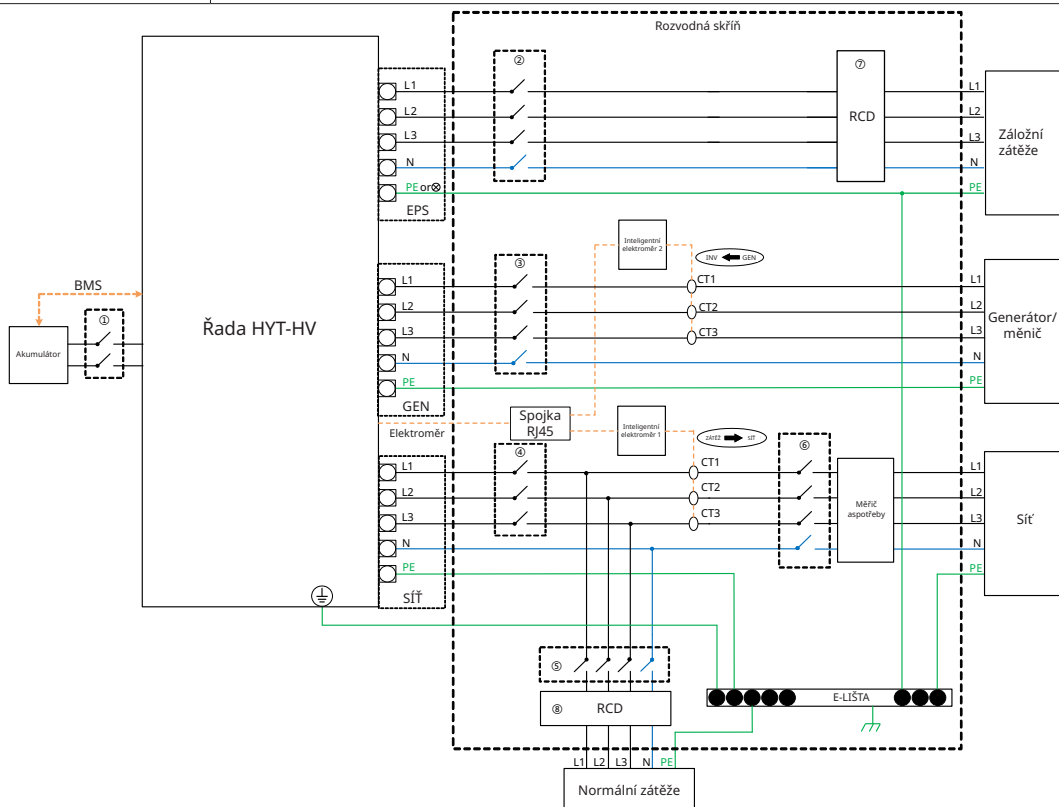 Rozvodná skříň
②
⑦
L1
L2
L3
N
PE or⊗
EPS
RCD
L1
L2
L3
N
PE
Záložní
zátěže
BMS
①
Akumulátor
Řada HYT-HV
Inteligentní
elektroměr 2
INV GEN
③
L1
L2
L3
N
PE
GEN
CT1
CT2
CT3
L1
L2
L3
N
PE
Generátor/
měnič
Elektroměr
Spojka
RJ45
Inteligentní
elektroměr 1
ZÁTĚŽ SÍŤ
④
⑥
L1
L2
L3
N
PE
SÍŤ
CT1
CT2
CT3
Měřič
aspotřeby
L1
L2
L3
N
PE
Síť
⑤
⑧
RCD
E-LIŠTA
L1 L2 L3 N PE
Normální zátěže